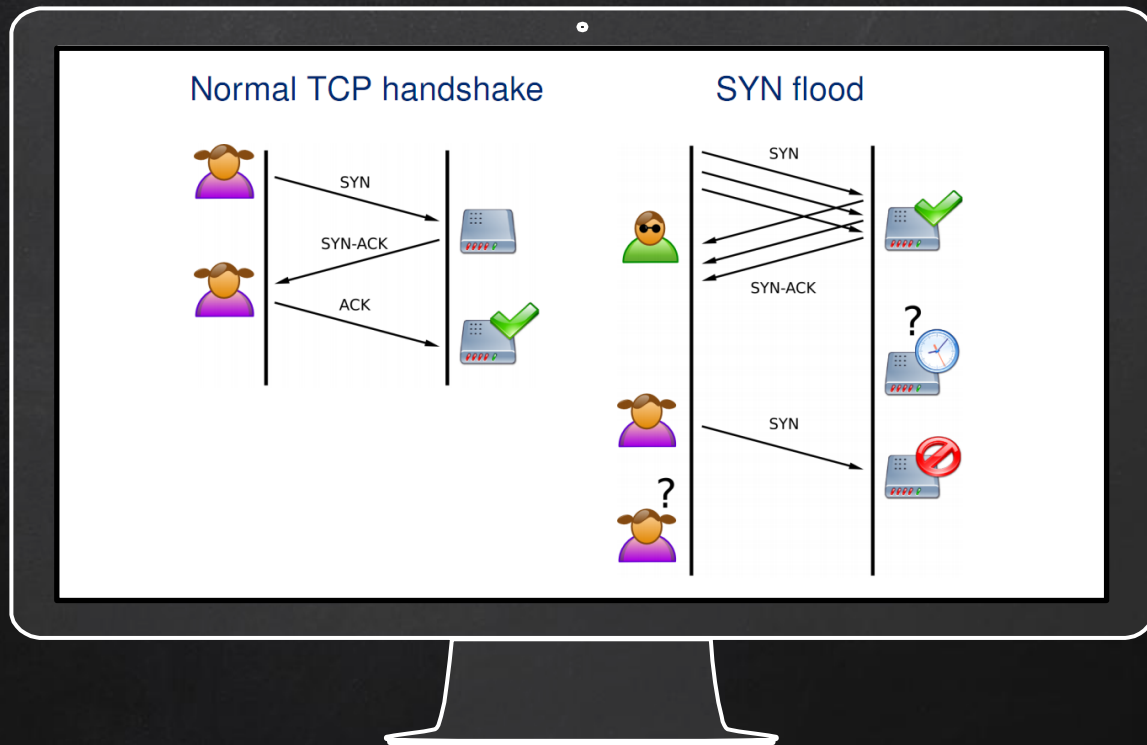 Normal TCP handshake
SYN
SYN-ACK
ACK
SYN flood
SYN
SYN-ACK
?
SYN
?